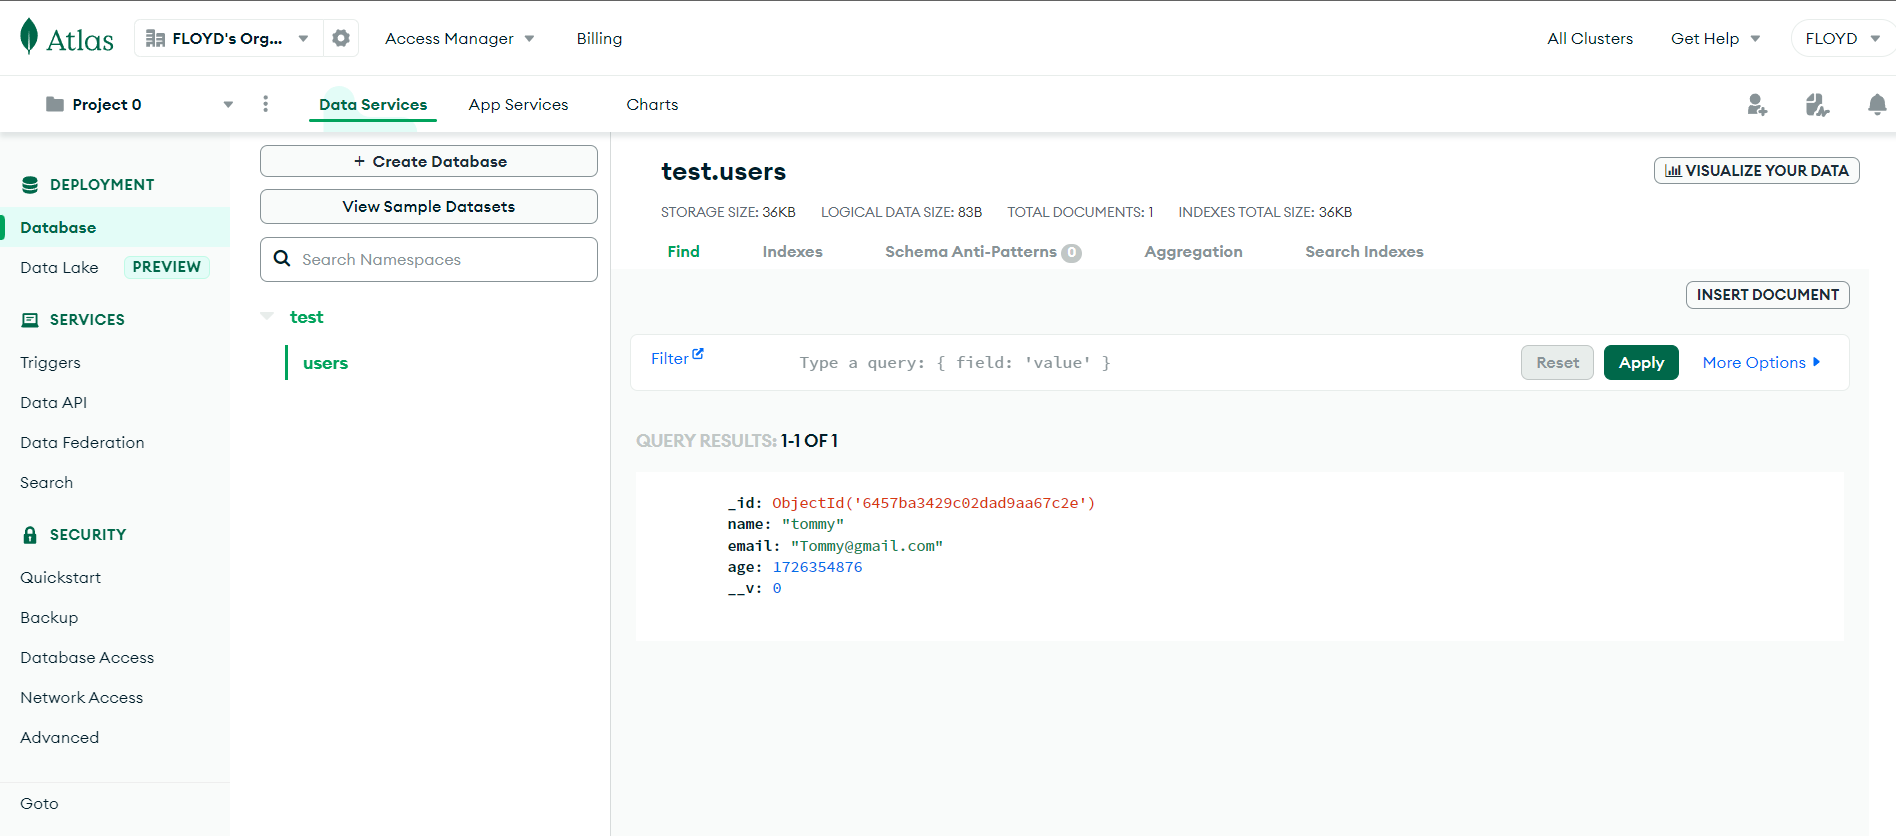 Atlas
FLOYD's Org...
Access Manager
Billing
All Clusters
Get Help
FLOYD
Project 0
Data Services
App Services
Charts
DEPLOYMENT
Database
Data Lake
PREVIEW
SERVICES
Triggers
Data API
Data Federation
Search
SECURITY
Quickstart
Backup
Database Access
Network Access
Advanced
Goto
+ Create Database
View Sample Datasets
Search Namespaces
test
users
test.users
VISUALIZE YOUR DATA
STORAGE SIZE: 36KB LOGICAL DATA SIZE: 83B TOTAL DOCUMENTS: 1 INDEXES TOTAL SIZE: 36KB
Find Indexes Schema Anti-Patterns 0 Aggregation Search Indexes
INSERT DOCUMENT
Filter
Type a query: { field: 'value' }
Reset
Apply
More Options
QUERY RESULTS: 1-1 OF 1
_id: ObjectId('6457ba3429c02dad9aa67c2e')
name: "tommy"
email: "Tommy@gmail.com"
age: 1726354876
__v: 0